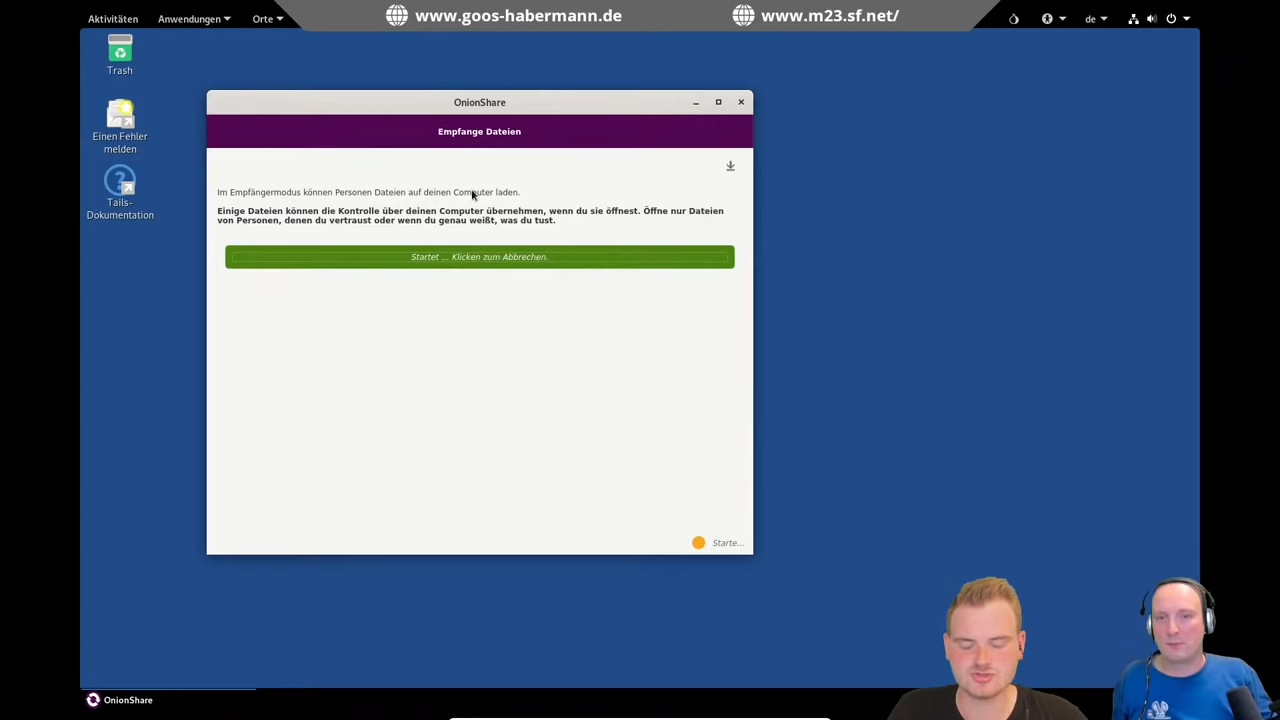 www.goos-habermann.de
www.m23.sf.net/
Aktivitäten
Anwendungen
Orte
de
Trash
Einen Fehler
melden
Tails-
Dokumentation
OnionShare
Empfange Dateien
Im Empfängermodus können Personen Dateien auf deinen Computer laden.
Einige Dateien können die Kontrolle über deinen Computer übernehmen, wenn du sie öffnest. Öffne nur Dateien
von Personen, denen du vertraust oder wenn du genau weißt, was du tust.
Startet ... Klicken zum Abbrechen.
Starte...
OnionShare